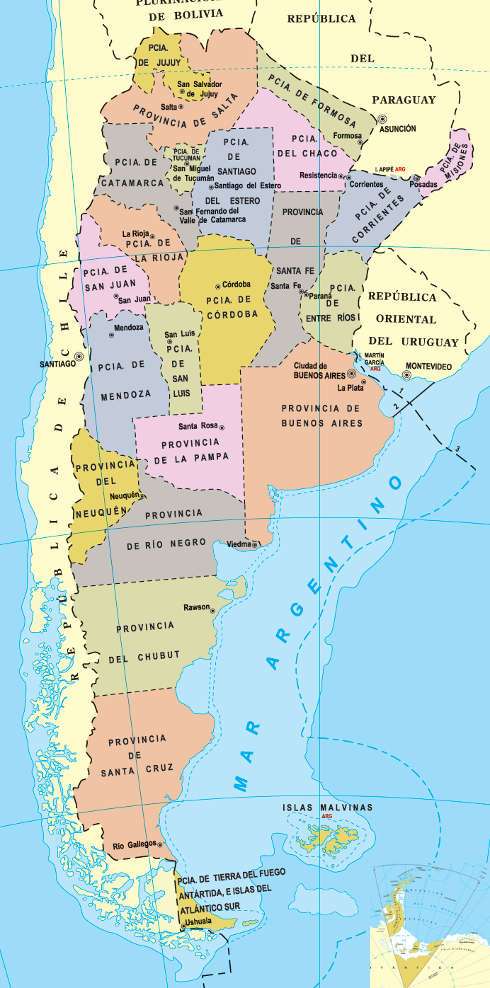 PLURINACIONAL
DE BOLIVIA
REPÚBLICA
DEL
PARAGUAY
PCIA.
DE JUJUY
San Salvador
de Jujuy
Salta
PROVINCIA DE SALTA
PCIA. DE FORMOSA
Formosa
ASUNCIÓN
PCIA. DE
CATAMARCA
PCIA. DE
TUCUMÁN
San Miguel
de Tucumán
PCIA.
DE
SANTIAGO
Santiago del Estero
DEL ESTERO
PCIA.
DEL CHACO
Resistencia
Corrientes
I. APIPE ARG
Posadas
PCIA. DE
MISIONES
PCIA. DE
CORRIENTES
San Fernando del
Valle de Catamarca
La Rioja
PCIA. DE
LA RIOJA
PCIA. DE
SAN JUAN
San Juan
Córdoba
PCIA. DE
CÓRDOBA
PROVINCIA
DE
SANTA FE
Santa Fe
Paraná
PCIA.
DE
ENTRE RÍOS
REPÚBLICA
ORIENTAL
DEL URUGUAY
MONTEVIDEO
MARTÍN
GARCÍA
ARG
SANTIAGO
Mendoza
PCIA. DE
MENDOZA
San Luis
PCIA.
DE
SAN
LUIS
Ciudad de
BUENOS AIRES
La Plata
PROVINCIA DE
BUENOS AIRES
1
2
3
Santa Rosa
PROVINCIA
DE LA PAMPA
PROVINCIA
DEL
NEUQUÉN
Neuquén
PROVINCIA
DE RÍO NEGRO
Viedma
REPÚBLICA DE CHILE
Rawson
PROVINCIA
DEL CHUBUT
MAR ARGENTINO
PROVINCIA
DE
SANTA CRUZ
Río Gallegos
ISLAS MALVINAS
ARG
PCIA. DE TIERRA DEL FUEGO
ANTÁRTIDA, E ISLAS DEL
ATLÁNTICO SUR
Ushuaia